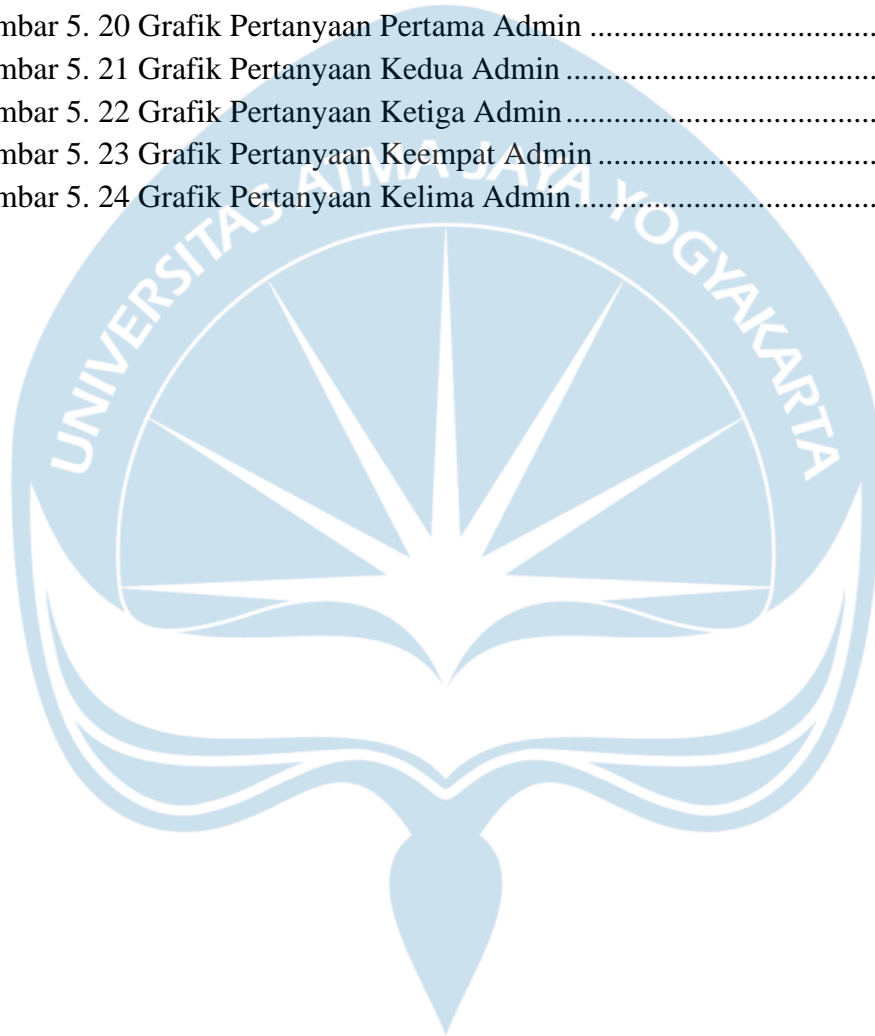 mbar 5. 20 Grafik Pertanyaan Pertama Admin ...................................
mbar 5. 21 Grafik Pertanyaan Kedua Admin ......................................
mbar 5. 22 Grafik Pertanyaan Ketiga Admin ......................................
mbar 5. 23 Grafik Pertanyaan Keempat Admin ..................................
mbar 5. 24 Grafik Pertanyaan Kelima Admin .....................................
UNIVERSITAS ATMA JAYA YOGYAKARTA